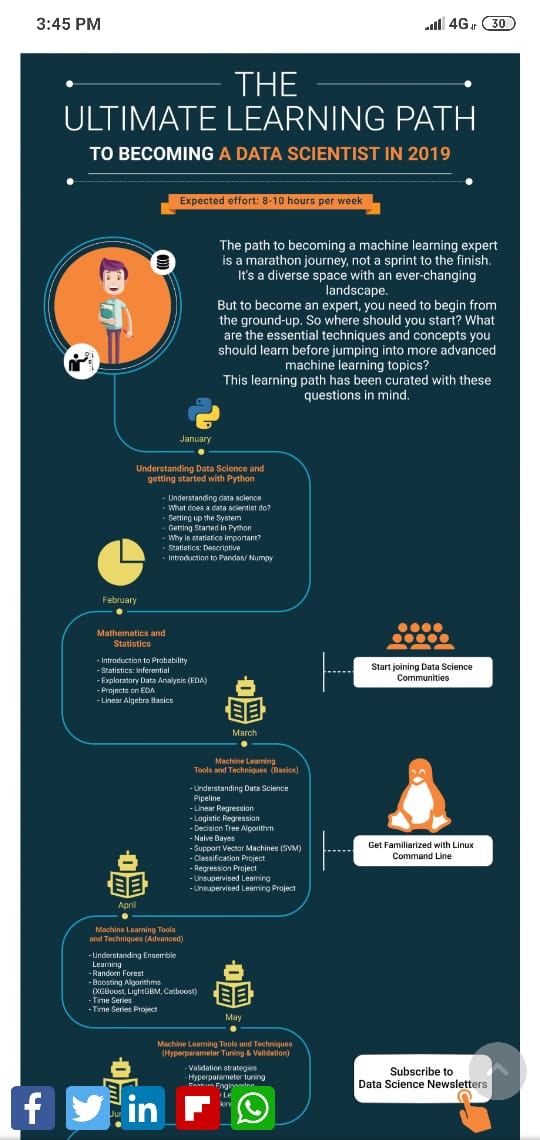 3:45 PM
4G
30
THE
ULTIMATE LEARNING PATH
TO BECOMING A DATA SCIENTIST IN 2019
Expected effort: 8-10 hours per week
The path to becoming a machine learning expert
is a marathon journey, not a sprint to the finish.
It's a diverse space with an ever-changing
landscape.
But to become an expert, you need to begin from
the ground-up. So where should you start? What
are the essential techniques and concepts you
should learn before jumping into more advanced
machine learning topics?
This learning path has been curated with these
questions in mind.
January
Understanding Data Science and
getting started with Python
- Understanding data science
- What does a data scientist do?
- Setting up the System
- Getting Started in Python
- Why is statistics important?
- Statistics: Descriptive
- Introduction to Pandas/ Numpy
February
Mathematics and
Statistics
- Introduction to Probability
- Statistics: Inferential
- Exploratory Data Analysis (EDA)
- Projects on EDA
- Linear Algebra Basics
Start joining Data Science
Communities
March
Machine Learning
Tools and Techniques (Basics)
- Understanding Data Science
Pipeline
- Linear Regression
- Logistic Regression
- Decision Tree Algorithm
- Naive Bayes
- Support Vector Machines (SVM)
- Classification Project
- Regression Project
- Unsupervised Learning
- Unsupervised Learning Project
Get Familiarized with Linux
Command Line
April
Machine Learning Tools
and Techniques (Advanced)
- Understanding Ensemble
Learning
- Random Forest
- Boosting Algorithms
(XGBoost, LightGBM, Catboost)
- Time Series
- Time Series Project
May
Machine Learning Tools and Techniques
(Hyperparameter Tuning & Validation)
- Validation strategies
- Hyperparameter tuning
Subscribe to
Data Science Newsletters